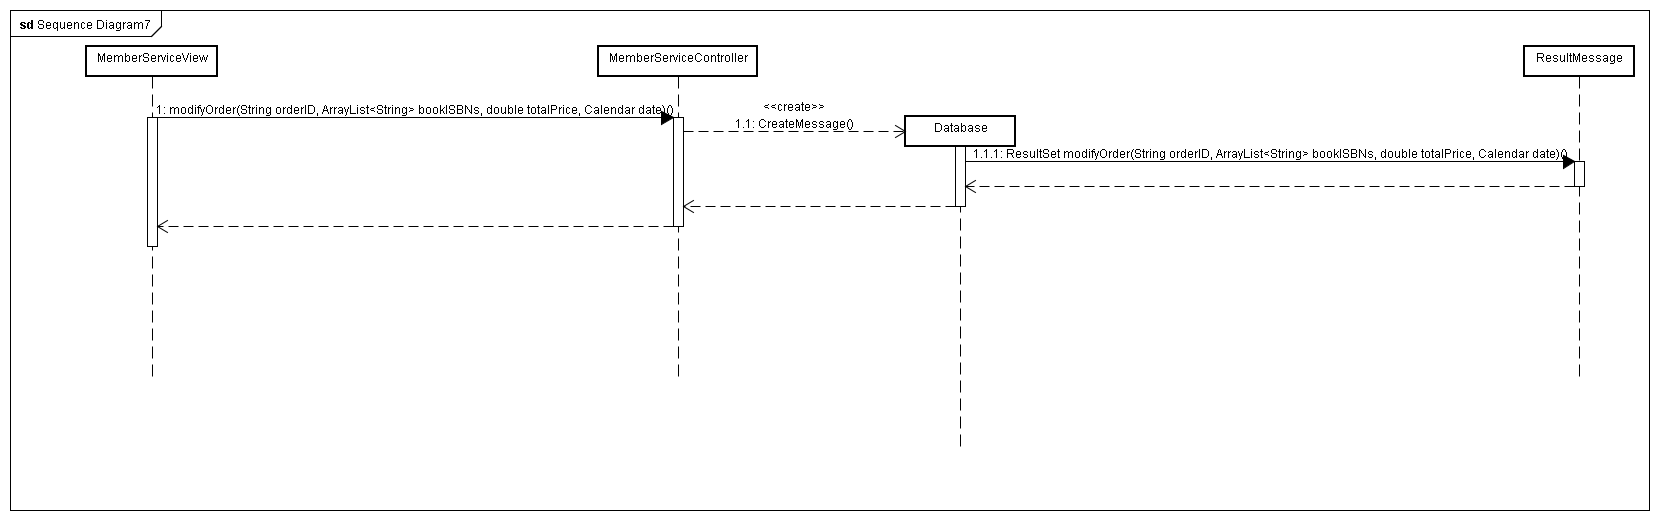 sd Sequence Diagram7
MemberServiceView
MemberServiceController
ResultMessage
1: modifyOrder(String orderID, ArrayList<String> bookISBNs, double totalPrice, Calendar date)()
<<create>>
1.1: CreateMessage()
Database
1.1.1: ResultSet modifyOrder(String orderID, ArrayList<String> bookISBNs, double totalPrice, Calendar date)()